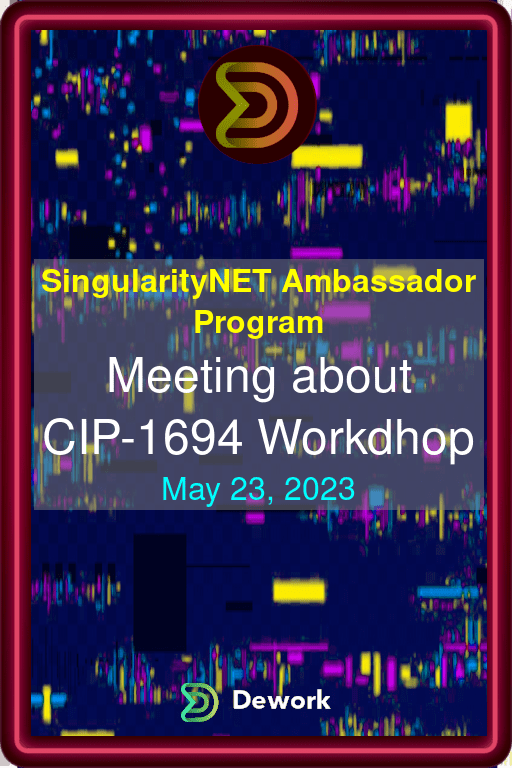 SingularityNET Ambassador
Program
Meeting about
CIP-1694 Workdhop
May 23, 2023
Dework